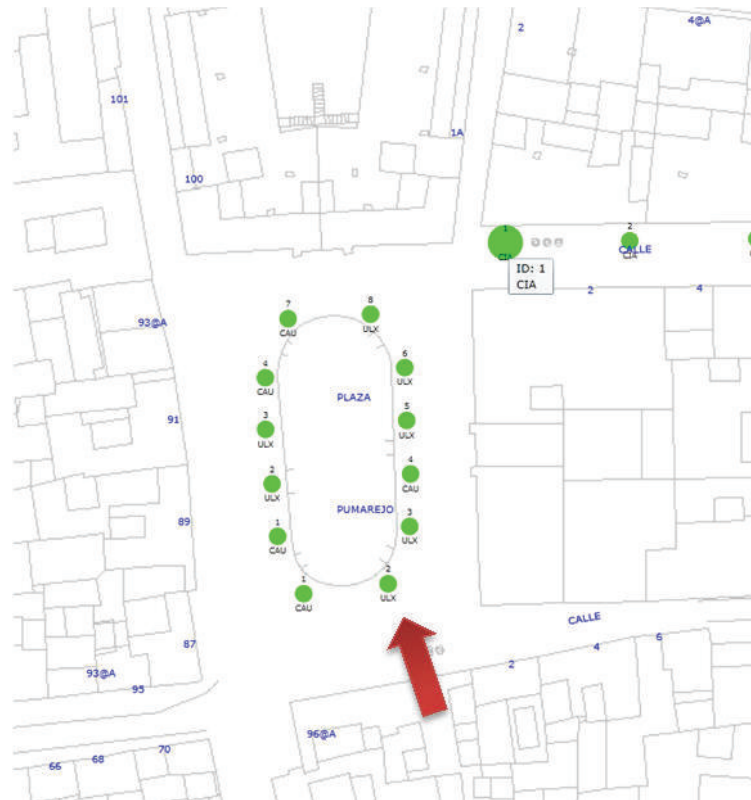 2
4@A
101
1A
100
1
CIA
2
CALLE
CIA
ID: 1
CIA
2
4
7
CAU
8
ULX
93@A
4
CAU
6
ULX
PLAZA
91
3
ULX
5
ULX
2
ULX
4
CAU
PUMAREJO
89
1
CAU
3
ULX
1
CAU
2
ULX
CALLE
87
2
4
6
93@A
95
96@A
66
68
70